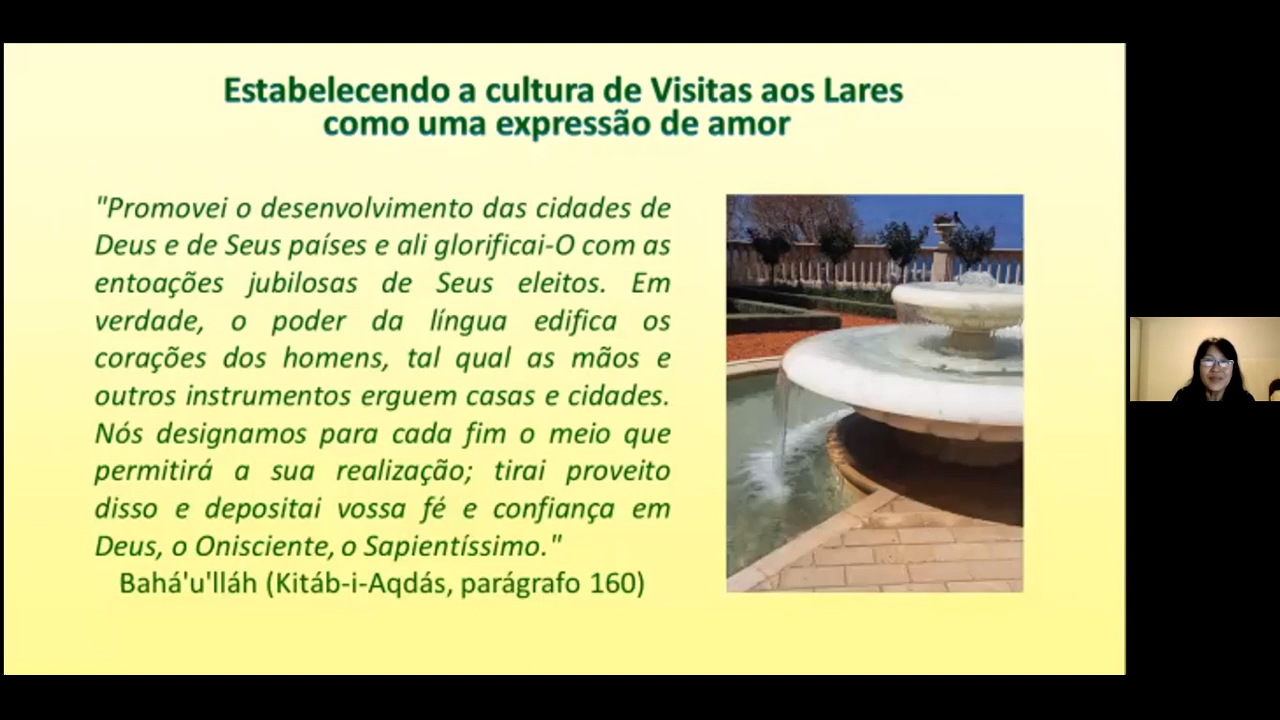 Estabelecendo a cultura de Visitas aos Lares
como uma expressão de amor
"Promovei o desenvolvimento das cidades de
Deus e de Seus países e ali glorificai-O com as
entoações jubilosas de Seus eleitos. Em
verdade, o poder da língua edifica os
corações dos homens, tal qual as mãos e
outros instrumentos erguem casas e cidades.
Nós designamos para cada fim o meio que
permitirá a sua realização; tirai proveito
disso e depositai vossa fé e confiança em
Deus, o Onisciente, o Sapientíssimo."
Bahá'u'lláh (Kitáb-i-Aqdás, parágrafo 160)